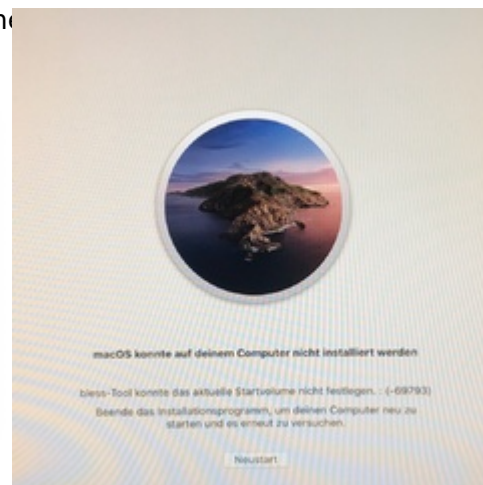 macOS konnte auf deinem Computer nicht installiert werden
bless-Tool konnte das aktuelle Startvolume nicht festlegen. : (-69793)
Beende das Installationsprogramm, um deinen Computer neu zu
starten und es erneut zu versuchen.
Neustart